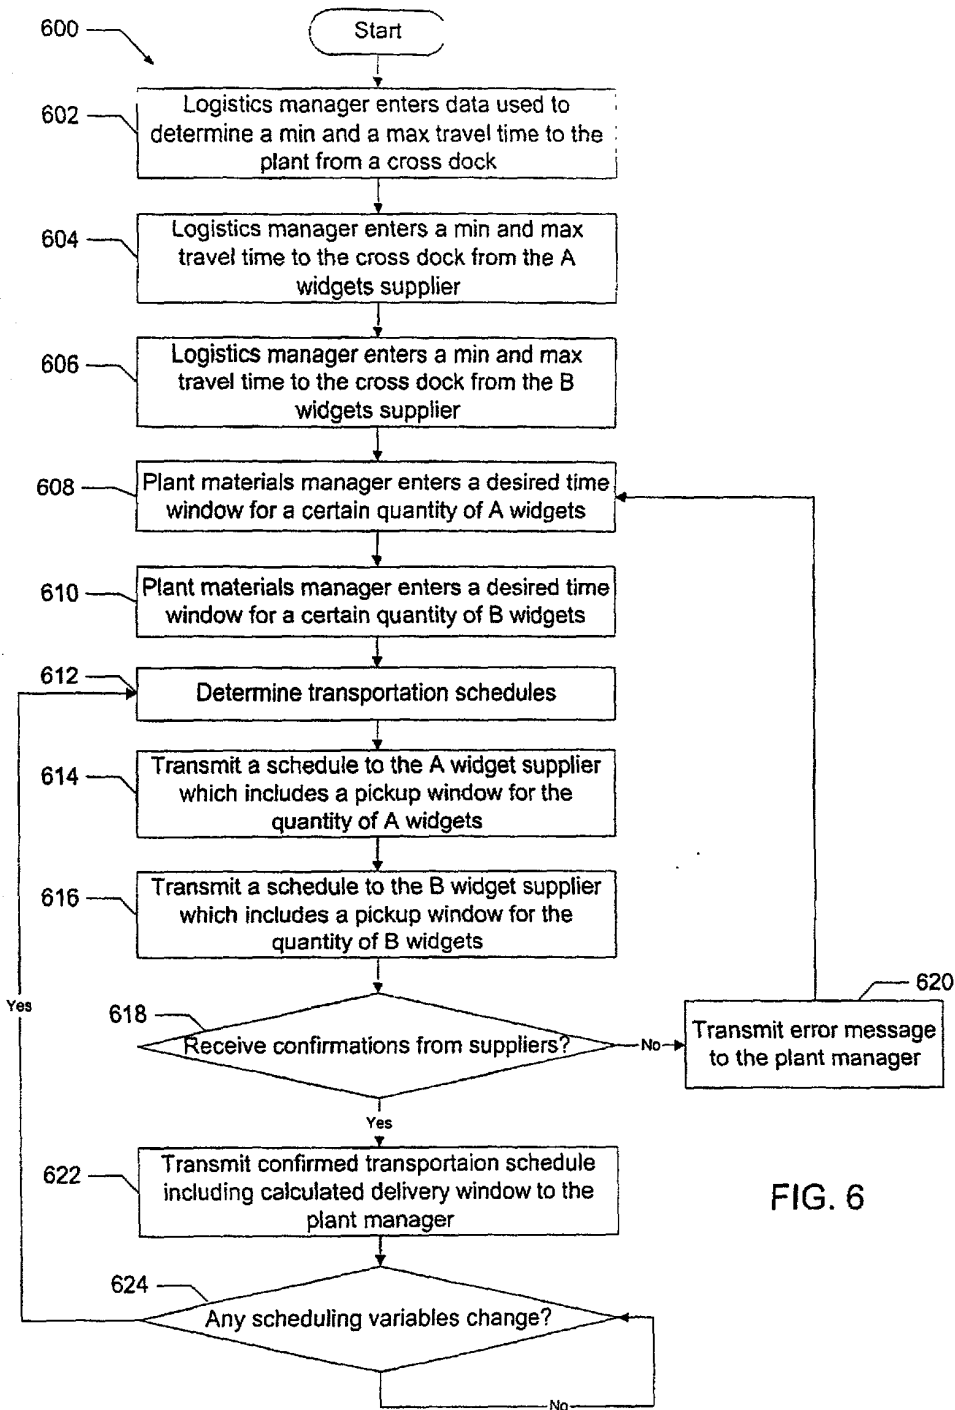 600
Start
602
Logistics manager enters data used to
determine a min and a max travel time to the
plant from a cross dock
604
Logistics manager enters a min and max
travel time to the cross dock from the A
widgets supplier
606
Logistics manager enters a min and max
travel time to the cross dock from the B
widgets supplier
608
Plant materials manager enters a desired time
window for a certain quantity of A widgets
610
Plant materials manager enters a desired time
window for a certain quantity of B widgets
612
Determine transportation schedules
614
Transmit a schedule to the A widget supplier
which includes a pickup window for the
quantity of A widgets
616
Transmit a schedule to the B widget supplier
which includes a pickup window for the
quantity of B widgets
Yes
618
Receive confirmations from suppliers?
No
620
Transmit error message
to the plant manager
Yes
622
Transmit confirmed transportaion schedule
including calculated delivery window to the
plant manager
FIG. 6
624
Any scheduling variables change?
No